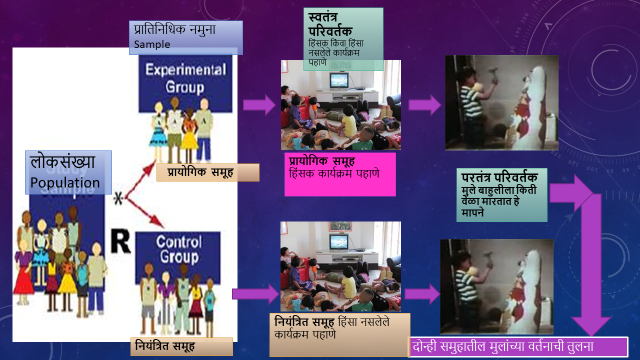 प्रातिनिधिक नमुना
Sample
स्वतंत्र
परिवर्तक
हिंसक किंवा हिंसा
नसलेले कार्यक्रम
पहाणे
Experimental
Group
लोकसंख्या
Population
प्रायोगिक समूह
प्रायोगिक समूह
हिंसक कार्यक्रम पहाणे
परतंत्र परिवर्तक
मुले बाहुलीला किती
वेळा मारतात हे
मापने
R
Control
Group
नियंत्रित समूह
नियंत्रित समूह हिंसा नसलेले
कार्यक्रम पहाणे
दोन्ही समुहातील मुलांच्या वर्तनाची तुलना